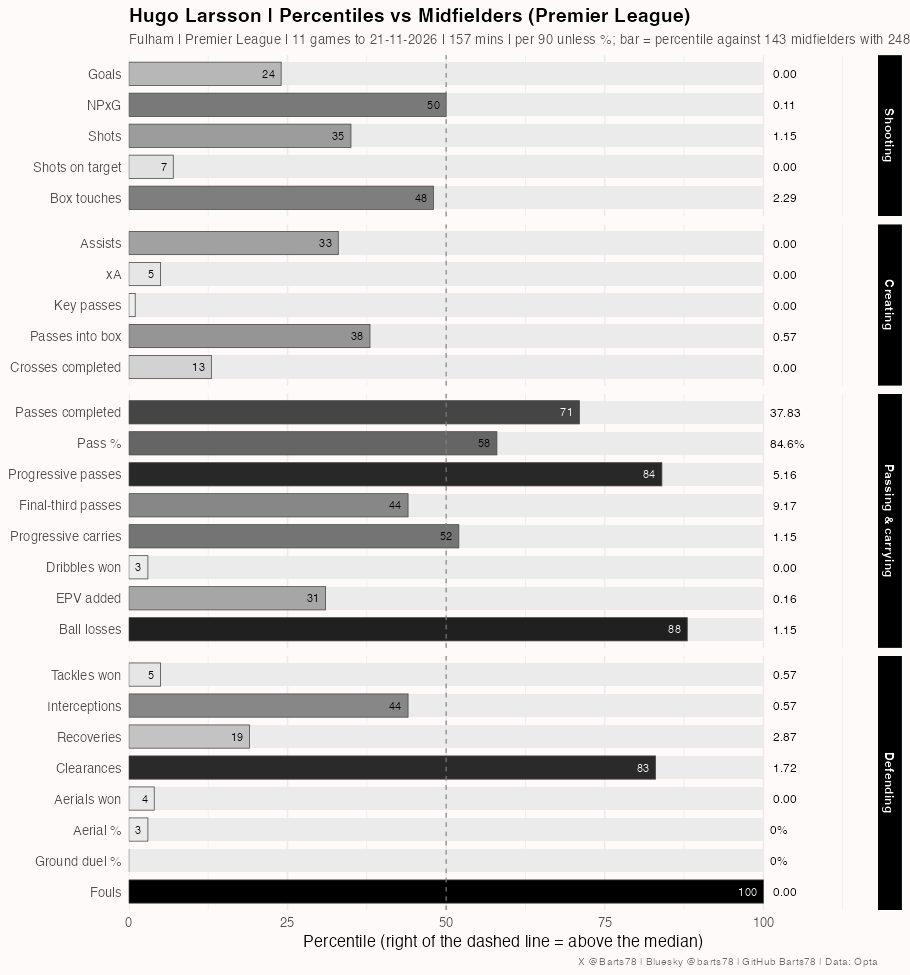 Hugo Larsson | Percentiles vs Midfielders (Premier League)
Fulham | Premier League | 11 games to 21-11-2026 | 157 mins | per 90 unless %; bar = percentile against 143 midfielders with 248
Goals 24 0.00
NPxG 50 0.11
Shots 35 1.15
Shots on target 7 0.00
Box touches 48 2.29
Shooting
Assists 33 0.00
xA 5 0.00
Key passes 0.00
Passes into box 38 0.57
Crosses completed 13 0.00
Creating
Passes completed 71 37.83
Pass % 58 84.6%
Progressive passes 84 5.16
Final-third passes 44 9.17
Progressive carries 52 1.15
Dribbles won 3 0.00
EPV added 31 0.16
Ball losses 88 1.15
Passing & carrying
Tackles won 5 0.57
Interceptions 44 0.57
Recoveries 19 2.87
Clearances 83 1.72
Aerials won 4 0.00
Aerial % 3 0%
Ground duel % 0%
Fouls 100 0.00
Defending
0 25 50 75 100
Percentile (right of the dashed line = above the median)
X @Barts78 | Bluesky @barts78 | GitHub Barts78 | Data: Opta